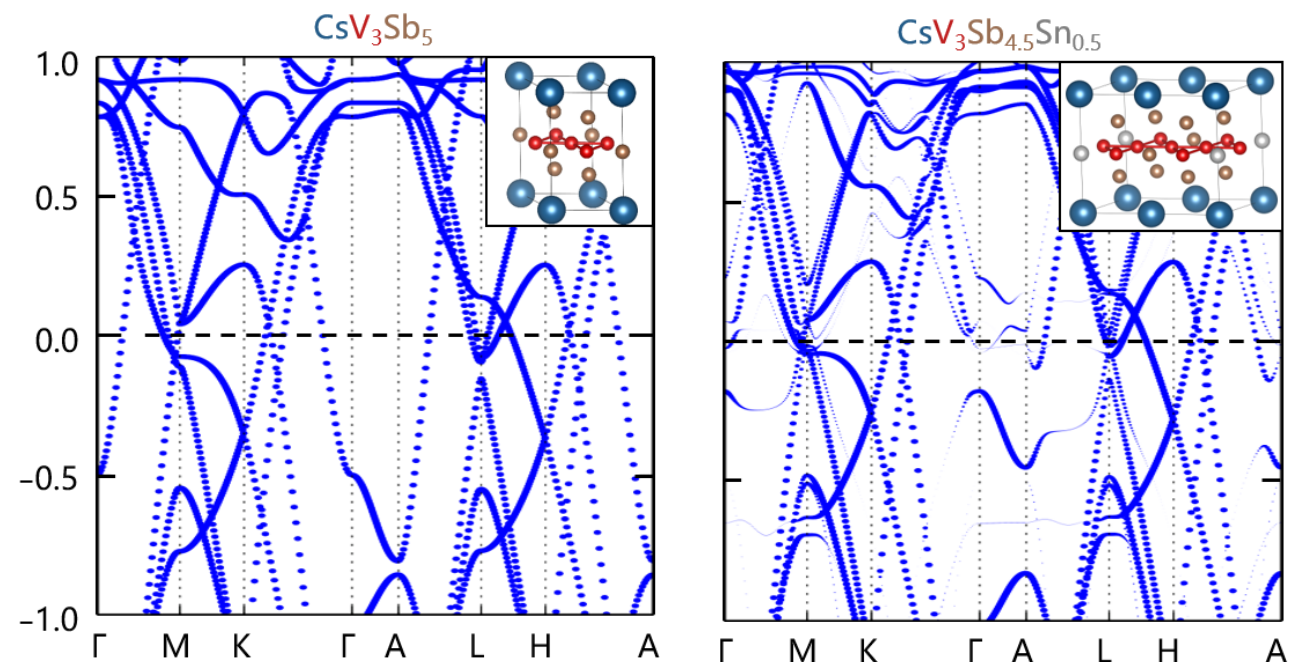 CsV₃Sb₅
CsV₃Sb₄.₅Sn₀.₅
1.0
0.5
0.0
−0.5
−1.0
Γ M K Γ A L H A
Γ M K Γ A L H A